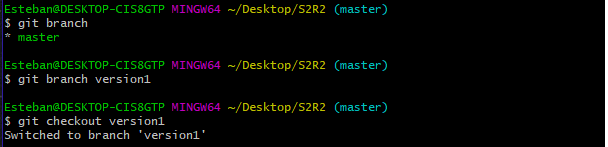 Esteban@DESKTOP-CIS8GTP MINGW64 ~/Desktop/S2R2 (master)
$ git branch
* master
Esteban@DESKTOP-CIS8GTP MINGW64 ~/Desktop/S2R2 (master)
$ git branch version1
Esteban@DESKTOP-CIS8GTP MINGW64 ~/Desktop/S2R2 (master)
$ git checkout version1
Switched to branch 'version1'